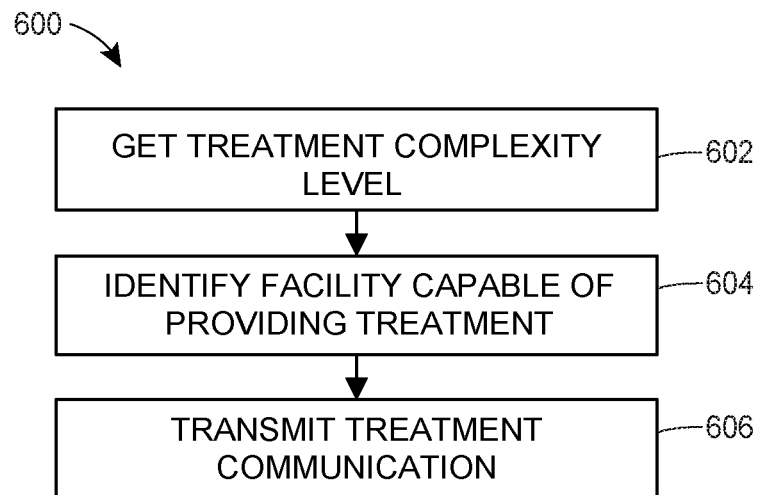 600
GET TREATMENT COMPLEXITY
LEVEL
602
IDENTIFY FACILITY CAPABLE OF
PROVIDING TREATMENT
604
TRANSMIT TREATMENT
COMMUNICATION
606